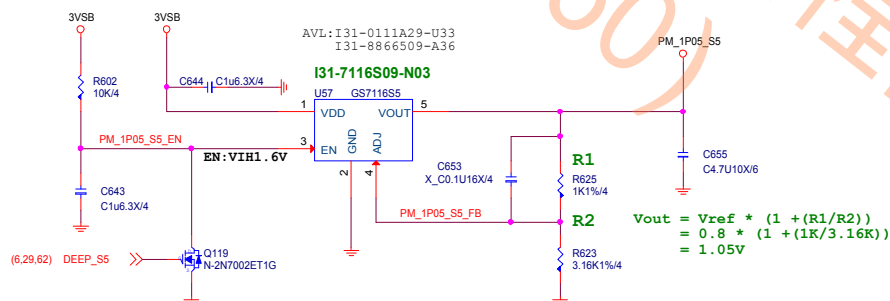 3VSB
3VSB
AVL:I31-0111A29-U33
I31-8866509-A36
PM_1P05_S5
I31-7116S09-N03
R602
10K/4
C644
C1u6.3X/4
U57
GS7116S5
1
VDD
VOUT
5
PM_1P05_S5_EN
3
EN
GND
ADJ
EN:VIH1.6V
2
4
C653
X_C0.1U16X/4
R1
R625
1K1%/4
C655
C4.7U10X/6
C643
C1u6.3X/4
PM_1P05_S5_FB
R2
Vout = Vref * (1 +(R1/R2))
= 0.8 * (1 +(1K/3.16K))
= 1.05V
R623
3.16K1%/4
(6,29,62) DEEP_S5
Q119
N-2N7002ET1G